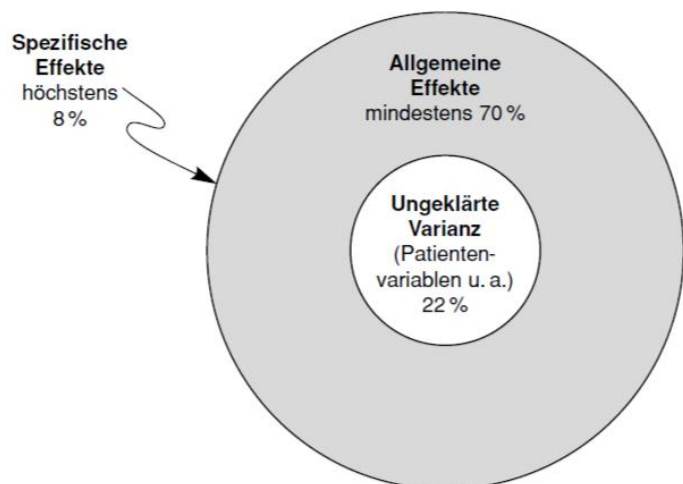 Spezifische
Effekte
höchstens
8 %
Allgemeine
Effekte
mindestens 70 %
Ungeklärte
Varianz
(Patienten-
variablen u. a.)
22 %